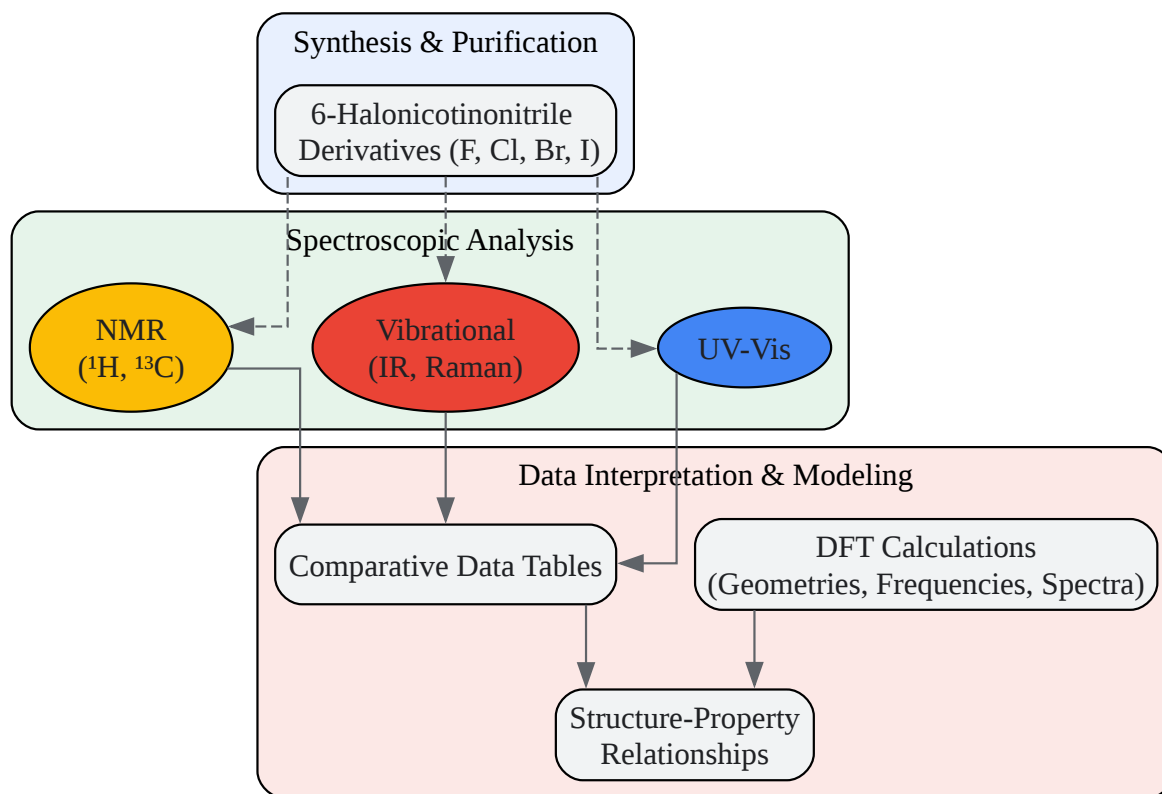 Synthesis & Purification
6-Halonicotinonitrile
Derivatives (F, Cl, Br, I)
Spectroscopic Analysis
NMR
(¹H, ¹³C)
Vibrational
(IR, Raman)
UV-Vis
Data Interpretation & Modeling
Comparative Data Tables
DFT Calculations
(Geometries, Frequencies, Spectra)
Structure-Property
Relationships